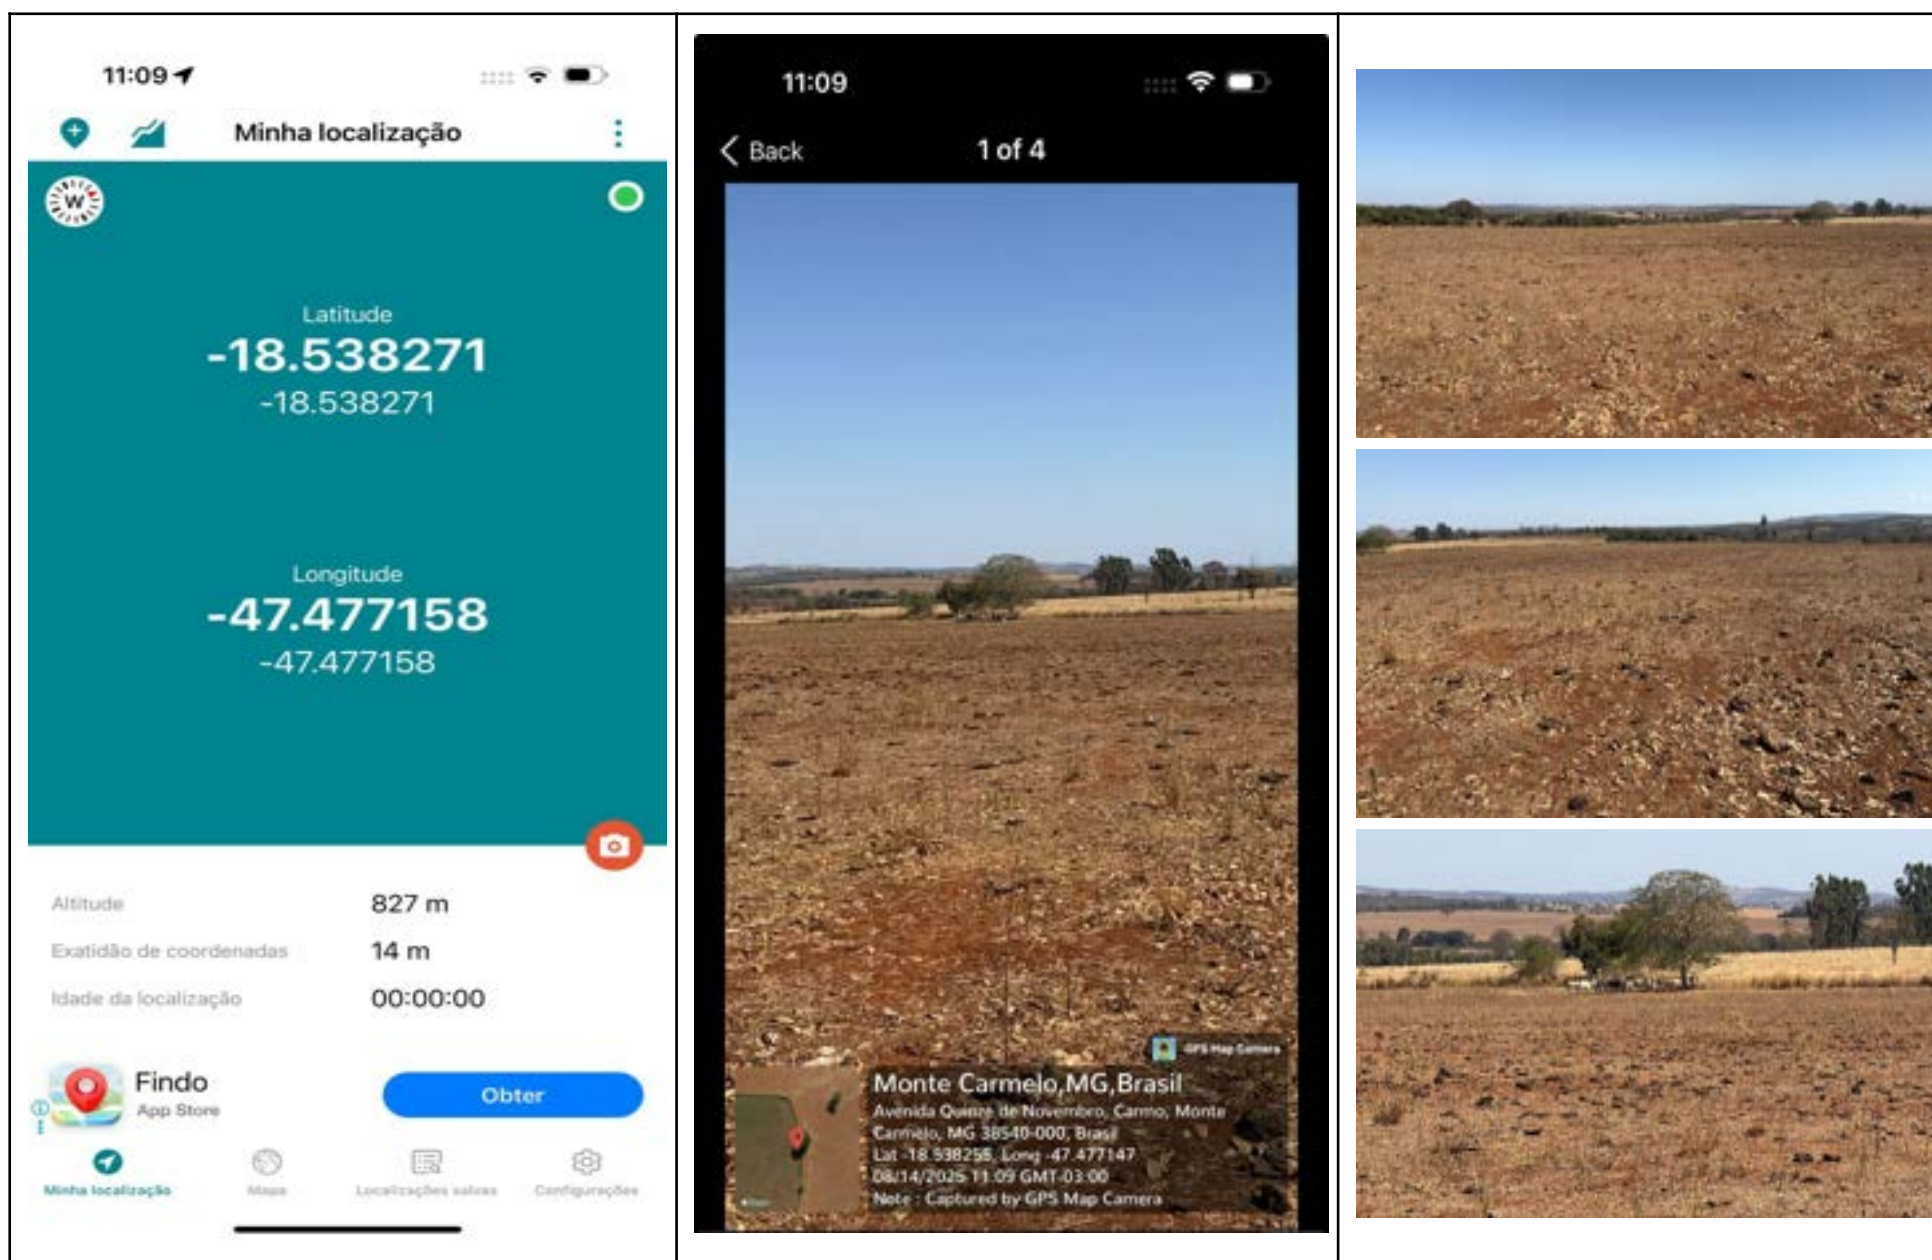 11:09
Minha localização
W
Latitude
-18.538271
-18.538271
Longitude
-47.477158
-47.477158
Altitude
827 m
Exatidão de coordenadas
14 m
Idade da localização
00:00:00
Findo
App Store
Obter
Minha localização
Mapa
Localizações salvas
Configurações
11:09
Back
1 of 4
GPS Map Camera
Monte Carmelo,MG,Brasil
Avenida Quinze de Novembro, Carmo, Monte
Carmelo, MG 38540-000, Brasil
Lat -18.538255, Long -47.477147
08/14/2025 11:09 GMT-03:00
Note : Captured by GPS Map Camera